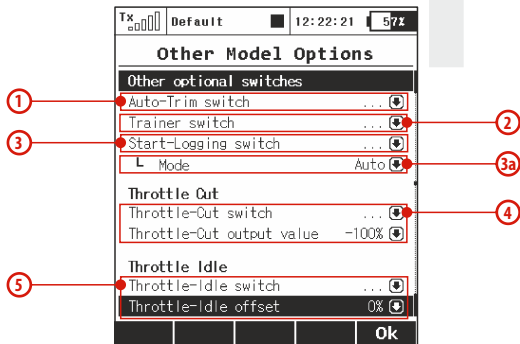 Tx Default 12:22:21 57%
Other Model Options
Other optional switches
1 Auto-Trim switch ...
Trainer switch ... 2
3 Start-Logging switch ...
Mode Auto 3a
Throttle Cut
Throttle-Cut switch ... 4
Throttle-Cut output value -100%
Throttle Idle
5 Throttle-Idle switch ...
Throttle-Idle offset 0%
Ok